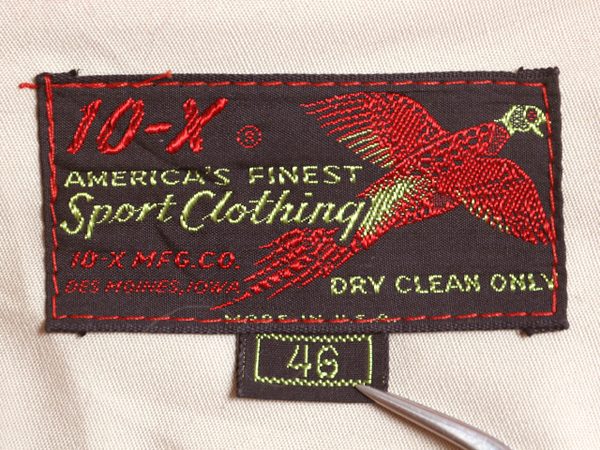 10-X ®
AMERICA'S FINEST
Sport Clothing
10-X MFG.CO.
DES MOINES, IOWA
DRY CLEAN ONLY
MADE IN U.S.A.
46